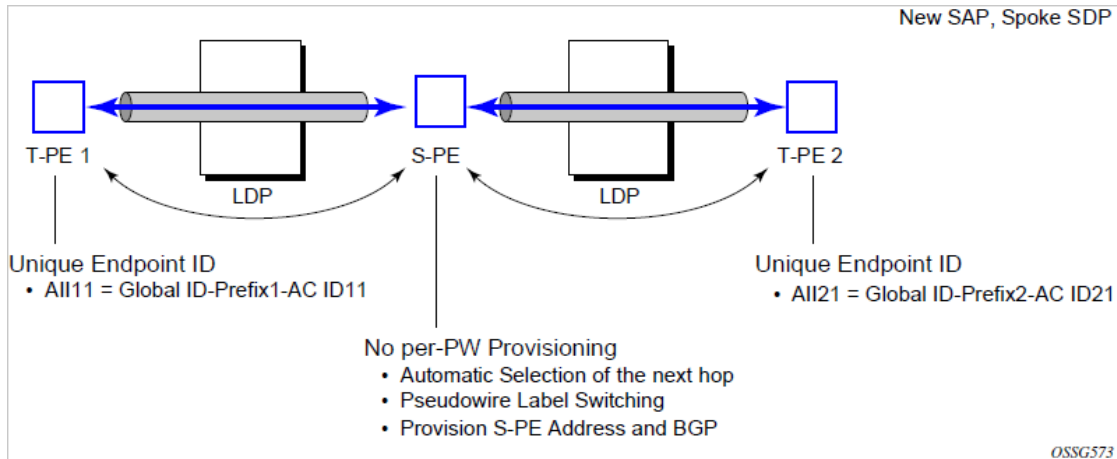 New SAP, Spoke SDP
T-PE 1
S-PE
T-PE 2
LDP
LDP
Unique Endpoint ID
• AII11 = Global ID-Prefix1-AC ID11
Unique Endpoint ID
• AII21 = Global ID-Prefix2-AC ID21
No per-PW Provisioning
• Automatic Selection of the next hop
• Pseudowire Label Switching
• Provision S-PE Address and BGP
OSSG573